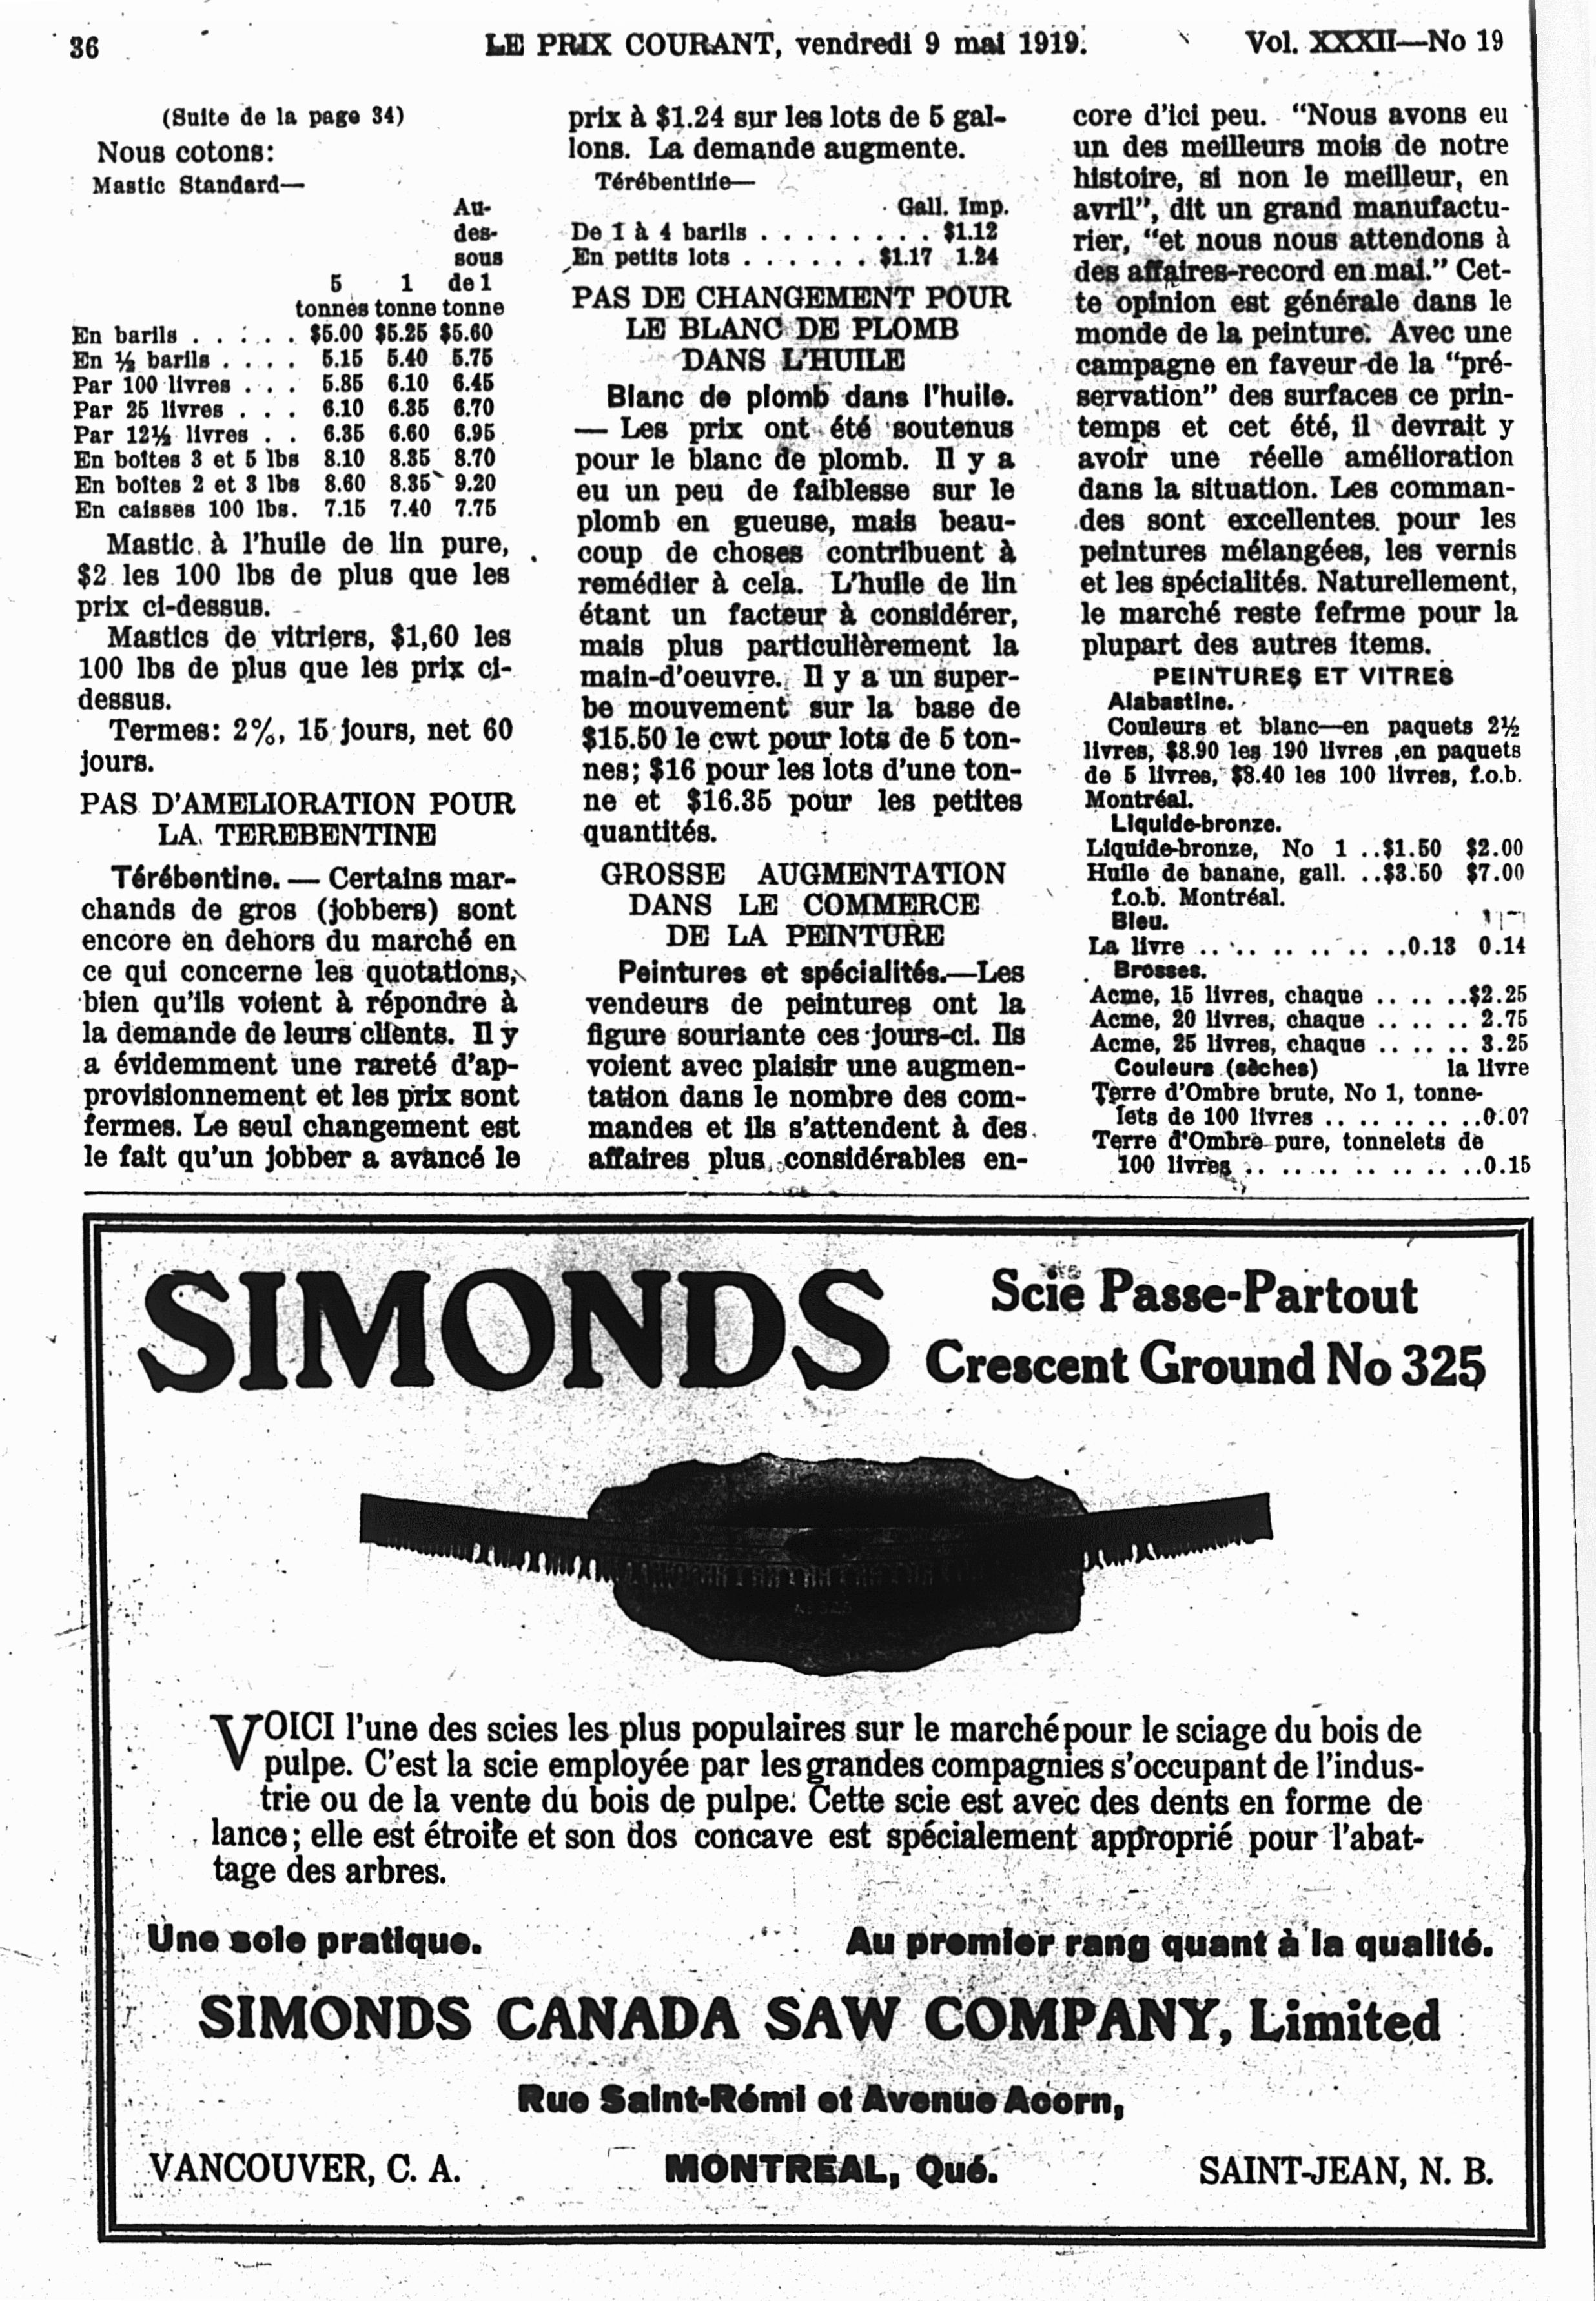 36
LE PRIX COURANT, vendredi 9 mai 1919.
Vol. XXXII—No 19
(Suite de la page 34)
Nous cotons:
Mastic Standard—
Au-
des-
sous
5 1 de 1
tonnes tonne tonne
En barils . . . . . $5.00 $5.25 $5.60
En ½ barils . . . . 5.15 5.40 5.75
Par 100 livres . . . 5.85 6.10 6.45
Par 25 livres . . . 6.10 6.35 6.70
Par 12½ livres . . 6.35 6.60 6.95
En boîtes 3 et 5 lbs 8.10 8.35 8.70
En boîtes 2 et 3 lbs 8.60 8.35 9.20
En caisses 100 lbs. 7.15 7.40 7.75
Mastic à l'huile de lin pure,
$2 les 100 lbs de plus que les
prix ci-dessus.
Mastics de vitriers, $1,60 les
100 lbs de plus que les prix ci-
dessus.
Termes: 2%, 15 jours, net 60
jours.
PAS D'AMELIORATION POUR
LA TEREBENTINE
Térébentine. — Certains mar-
chands de gros (jobbers) sont
encore en dehors du marché en
ce qui concerne les quotations,
bien qu'ils voient à répondre à
la demande de leurs clients. Il y
a évidemment une rareté d'ap-
provisionnement et les prix sont
fermes. Le seul changement est
le fait qu'un jobber a avancé le
prix à $1.24 sur les lots de 5 gal-
lons. La demande augmente.
Térébentine—
Gall. Imp.
De 1 à 4 barils . . . . . . . . $1.12
En petits lots . . . . . . $1.17 1.24
PAS DE CHANGEMENT POUR
LE BLANC DE PLOMB
DANS L'HUILE
Blanc de plomb dans l'huile.
— Les prix ont été soutenus
pour le blanc de plomb. Il y a
eu un peu de faiblesse sur le
plomb en gueuse, mais beau-
coup de choses contribuent à
remédier à cela. L'huile de lin
étant un facteur à considérer,
mais plus particulièrement la
main-d'oeuvre. Il y a un super-
be mouvement sur la base de
$15.50 le cwt pour lots de 5 ton-
nes; $16 pour les lots d'une ton-
ne et $16.35 pour les petites
quantités.
GROSSE AUGMENTATION
DANS LE COMMERCE
DE LA PEINTURE
Peintures et spécialités.—Les
vendeurs de peintures ont la
figure souriante ces jours-ci. Ils
voient avec plaisir une augmen-
tation dans le nombre des com-
mandes et ils s'attendent à des
affaires plus considérables en-
core d'ici peu. "Nous avons eu
un des meilleurs mois de notre
histoire, si non le meilleur, en
avril", dit un grand manufactu-
rier, "et nous nous attendons à
des affaires-record en mai." Cet-
te opinion est générale dans le
monde de la peinture. Avec une
campagne en faveur de la "pré-
servation" des surfaces ce prin-
temps et cet été, il devrait y
avoir une réelle amélioration
dans la situation. Les comman-
des sont excellentes pour les
peintures mélangées, les vernis
et les spécialités. Naturellement,
le marché reste fefrme pour la
plupart des autres items.
PEINTURES ET VITRES
Alabastine.
Couleurs et blanc—en paquets 2½
livres, $8.90 les 190 livres ,en paquets
de 5 livres, $8.40 les 100 livres, f.o.b.
Montréal.
Liquide-bronze.
Liquide-bronze, No 1 ..$1.50 $2.00
Huile de banane, gall. ..$3.50 $7.00
f.o.b. Montréal.
Bleu.
La livre .. .. .. .. .. .. ..0.13 0.14
Brosses.
Acme, 15 livres, chaque .. .. ..$2.25
Acme, 20 livres, chaque .. .. .. 2.75
Acme, 25 livres, chaque .. .. .. 3.25
Couleurs (sèches) la livre
Terre d'Ombre brute, No 1, tonne-
lets de 100 livres .. .. .. .. ..0.07
Terre d'Ombre pure, tonnelets de
100 livres .. .. .. .. .. .. .. ..0.15
SIMONDS
Scie Passe-Partout
Crescent Ground No 325
VOICI l'une des scies les plus populaires sur le marché pour le sciage du bois de
pulpe. C'est la scie employée par les grandes compagnies s'occupant de l'indus-
trie ou de la vente du bois de pulpe. Cette scie est avec des dents en forme de
lance; elle est étroite et son dos concave est spécialement approprié pour l'abat-
tage des arbres.
Une scie pratique.
Au premier rang quant à la qualité.
SIMONDS CANADA SAW COMPANY, Limited
Rue Saint-Rémi et Avenue Acorn,
VANCOUVER, C. A.
MONTREAL, Qué.
SAINT-JEAN, N. B.